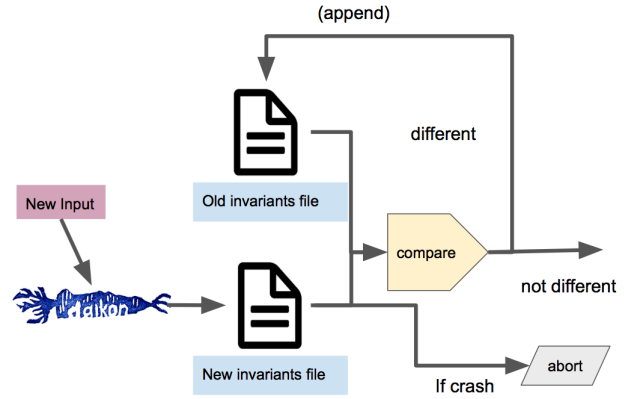 (append)
different
Old invariants file
New Input
compare
not different
daikon
New invariants file
If crash
abort